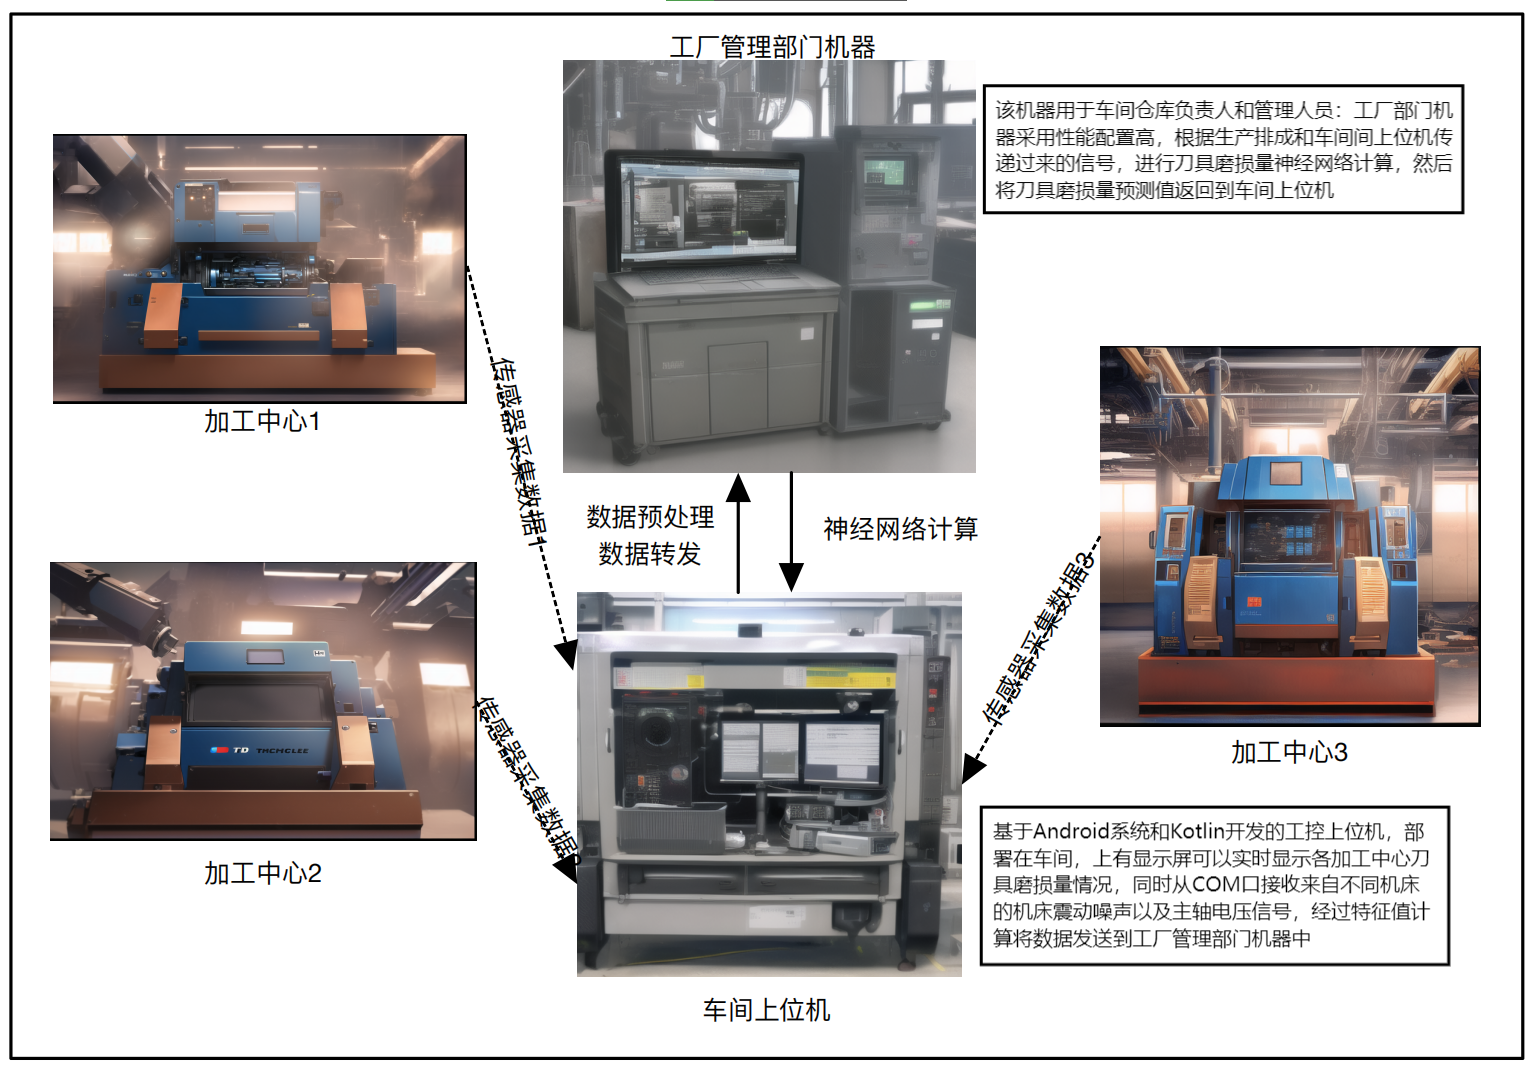 工厂管理部门机器
该机器用于车间仓库负责人和管理人员：工厂部门机
器采用性能配置高，根据生产排成和车间间上位机传
递过来的信号，进行刀具磨损量神经网络计算，然后
将刀具磨损量预测值返回到车间上位机
加工中心1
传感器采集数据1
数据预处理
数据转发
神经网络计算
传感器采集数据3
TD THCHCLEE
传感器采集数据2
加工中心3
加工中心2
基于Android系统和Kotlin开发的工控上位机，部
署在车间，上有显示屏可以实时显示各加工中心刀
具磨损量情况，同时从COM口接收来自不同机床
的机床震动噪声以及主轴电压信号，经过特征值计
算将数据发送到工厂管理部门机器中
车间上位机